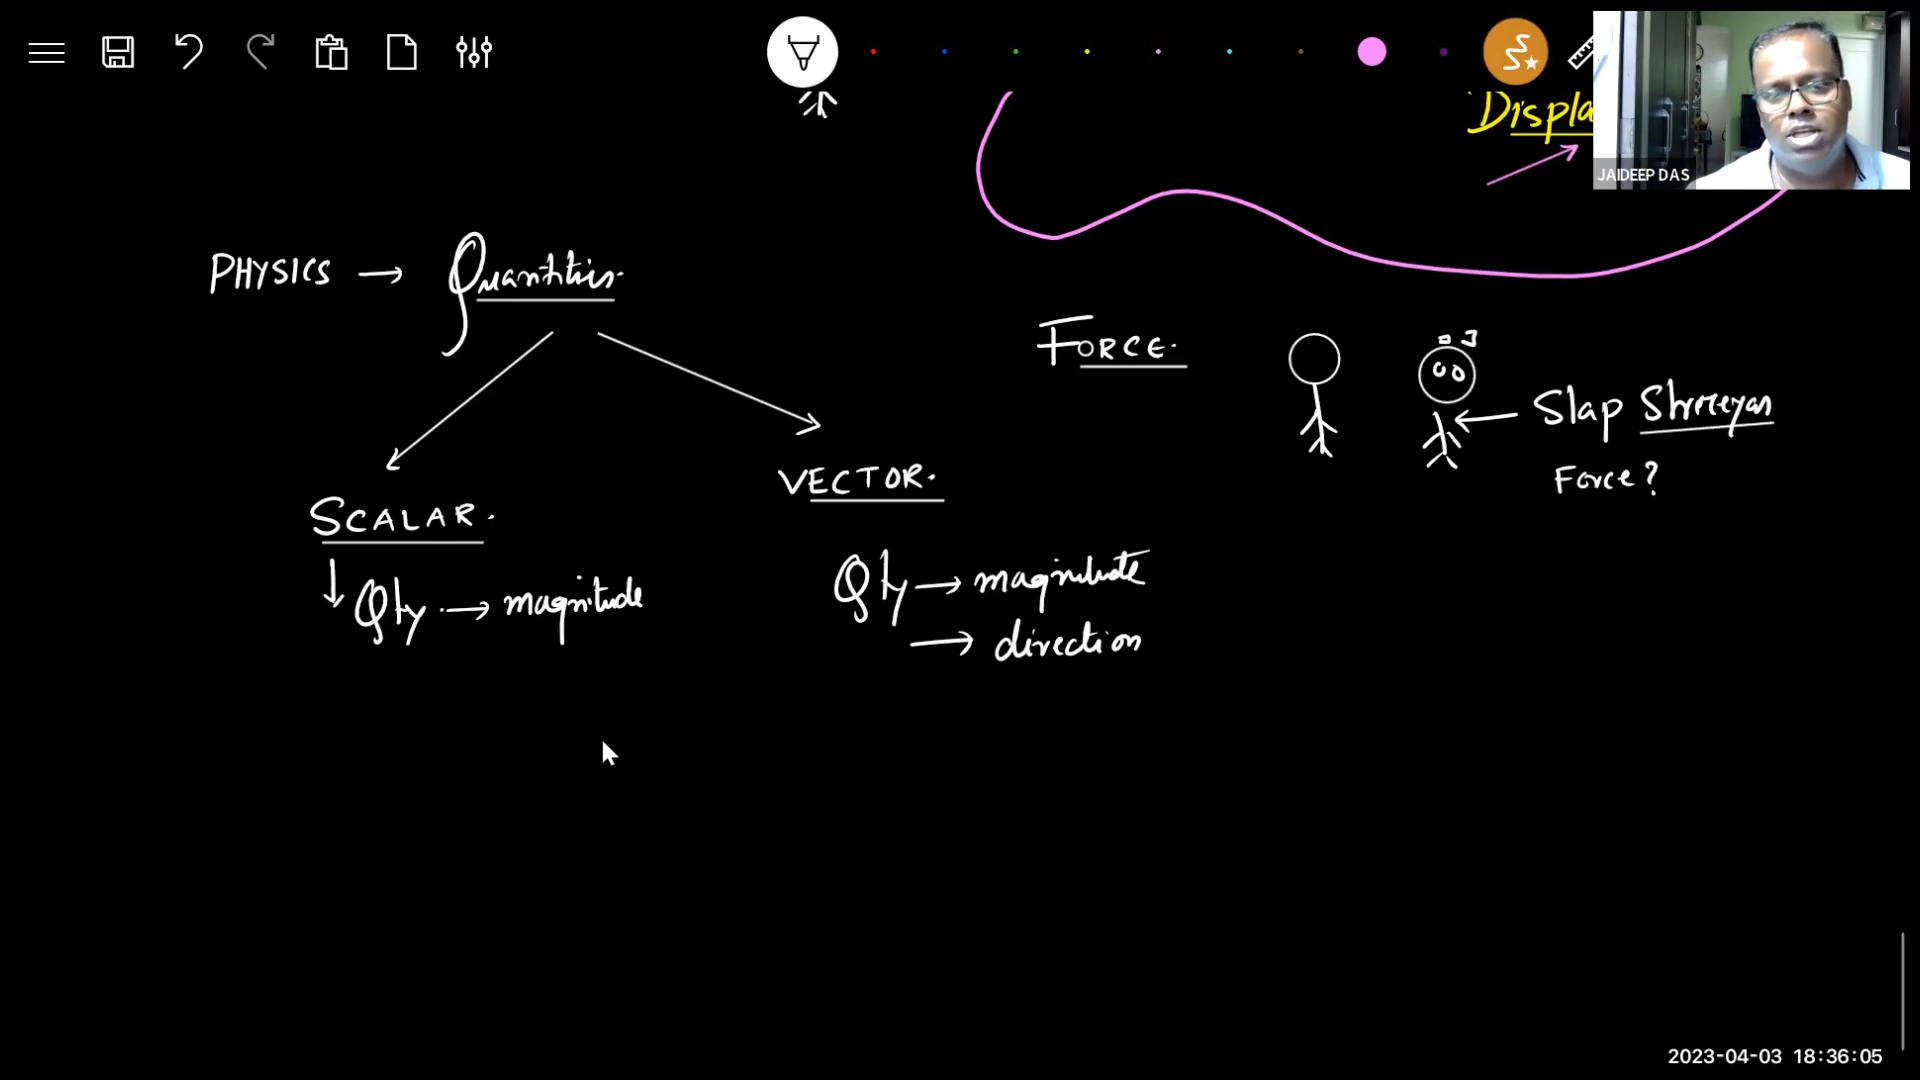 Displa
JAIDEEP DAS
PHYSICS → Quantities.
FORCE.
Slap Shreeyan
Force?
VECTOR.
SCALAR.
Qty → magnitude
→ direction
Qty → magnitude
2023-04-03 18:36:05